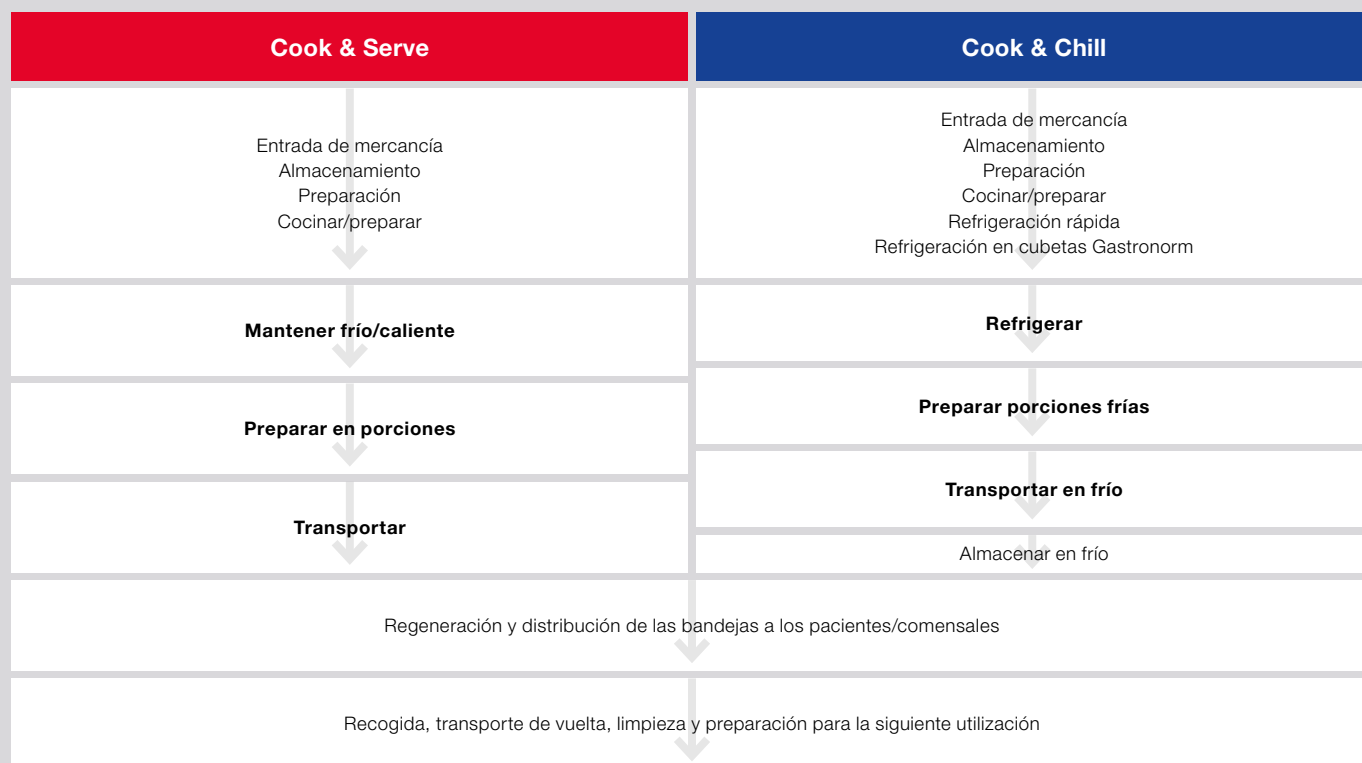 Cook & Serve
Entrada de mercancía
Almacenamiento
Preparación
Cocinar/preparar
Mantener frío/caliente
Preparar en porciones
Transportar
Cook & Chill
Entrada de mercancía
Almacenamiento
Preparación
Cocinar/preparar
Refrigeración rápida
Refrigeración en cubetas Gastronorm
Refrigerar
Preparar porciones frías
Transportar en frío
Almacenar en frío
Regeneración y distribución de las bandejas a los pacientes/comensales
Recogida, transporte de vuelta, limpieza y preparación para la siguiente utilización